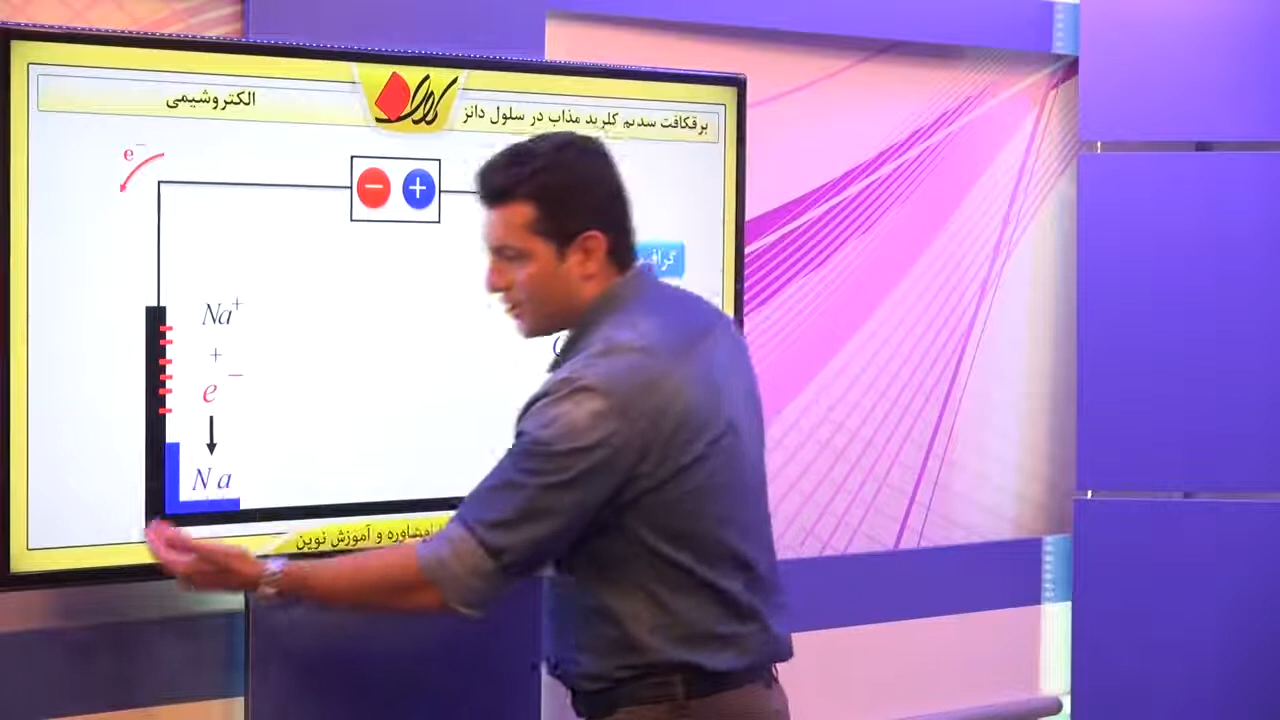 برقکافت سدیم کلرید مذاب در سلول دانز
الکتروشیمی
e⁻
− +
Na⁺
+
e⁻
Na
مشاوره و آموزش نوین